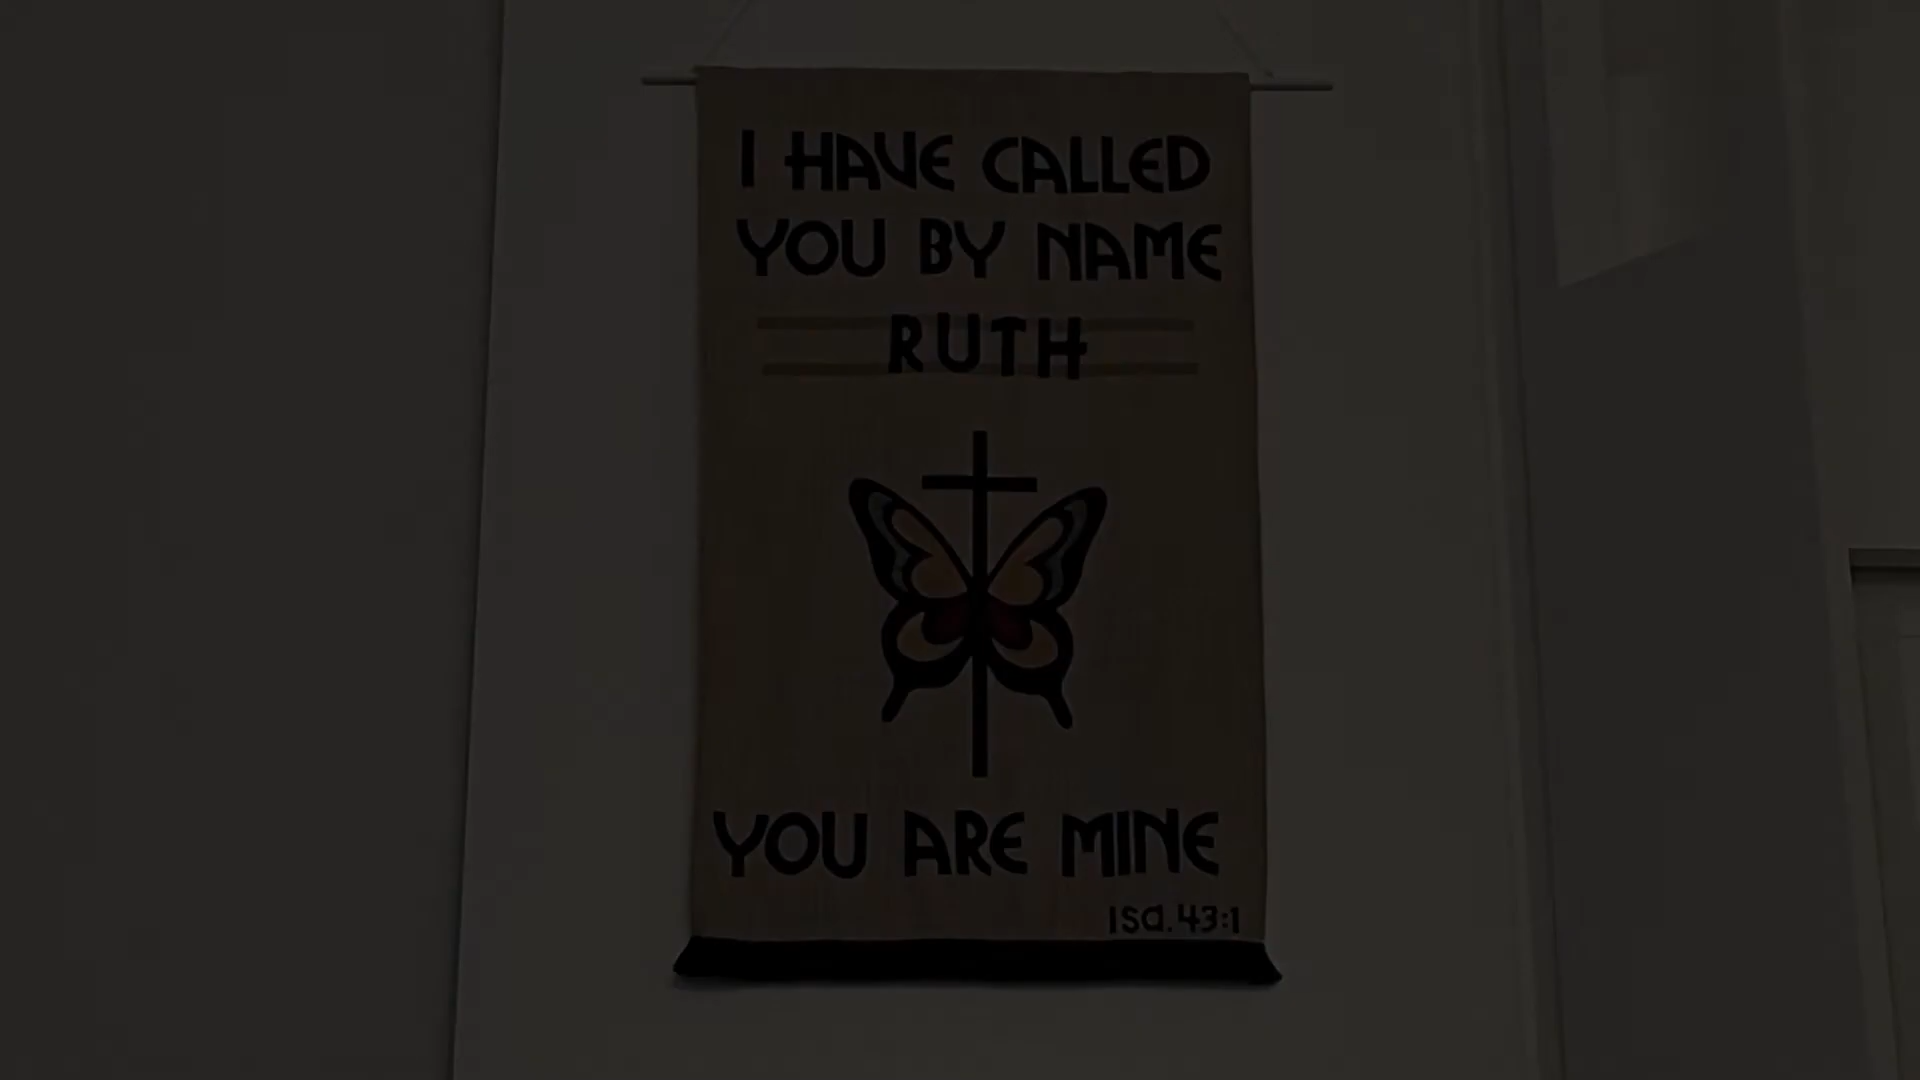 I HAVE CALLED
YOU BY NAME
RUTH
YOU ARE MINE
Isa. 43:1